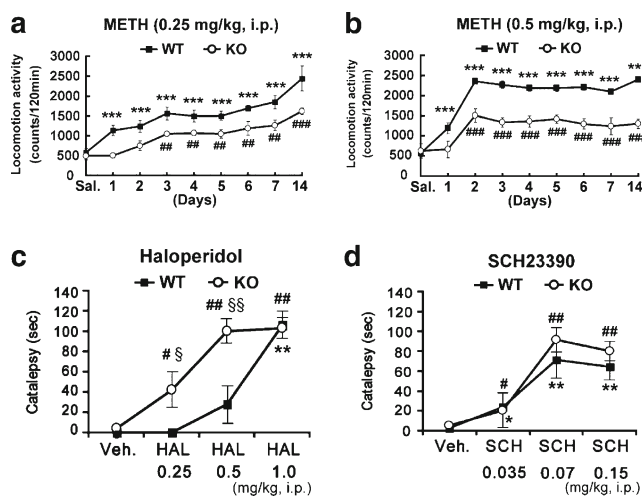 a
METH (0.25 mg/kg, i.p.)
WT KO
Locomotion activity
(counts/120min)
3000
2500
2000
1500
1000
500
0
*** *** *** *** *** *** *** ***
## ## ## ## ## ###
Sal. 1 2 3 4 5 6 7 14
(Days)
b
METH (0.5 mg/kg, i.p.)
WT KO
Locomotion activity
(counts/120min)
3000
2500
2000
1500
1000
500
0
*** *** *** *** *** *** *** **
### ### ### ### ### ### ##
Sal. 1 2 3 4 5 6 7 14
(Days)
c
Haloperidol
WT KO
Catalepsy (sec)
140
120
100
80
60
40
20
0
# §
## §§
##
**
Veh. HAL HAL HAL
0.25 0.5 1.0
(mg/kg, i.p.)
d
SCH23390
WT KO
Catalepsy (sec)
140
120
100
80
60
40
20
0
#
*
##
**
##
**
Veh. SCH SCH SCH
0.035 0.07 0.15
(mg/kg, i.p.)